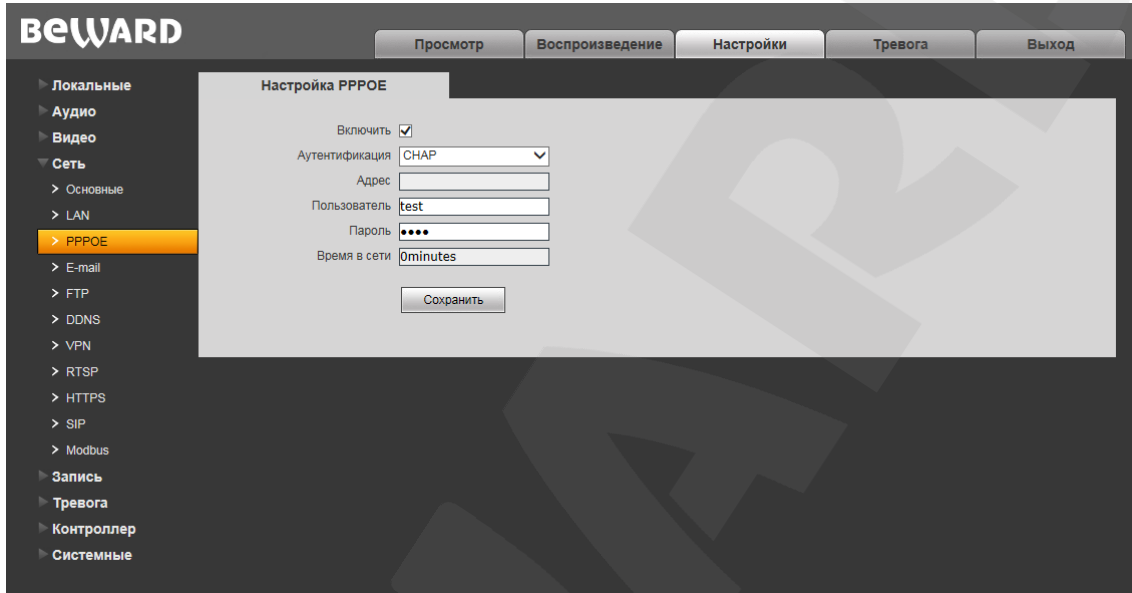 BEWARD
Просмотр Воспроизведение Настройки Тревога Выход
Локальные
Аудио
Видео
Сеть
Основные
LAN
PPPOE
E-mail
FTP
DDNS
VPN
RTSP
HTTPS
SIP
Modbus
Запись
Тревога
Контроллер
Системные
Настройка PPPOE
Включить
Аутентификация CHAP
Адрес
Пользователь test
Пароль ••••
Время в сети 0minutes
Сохранить